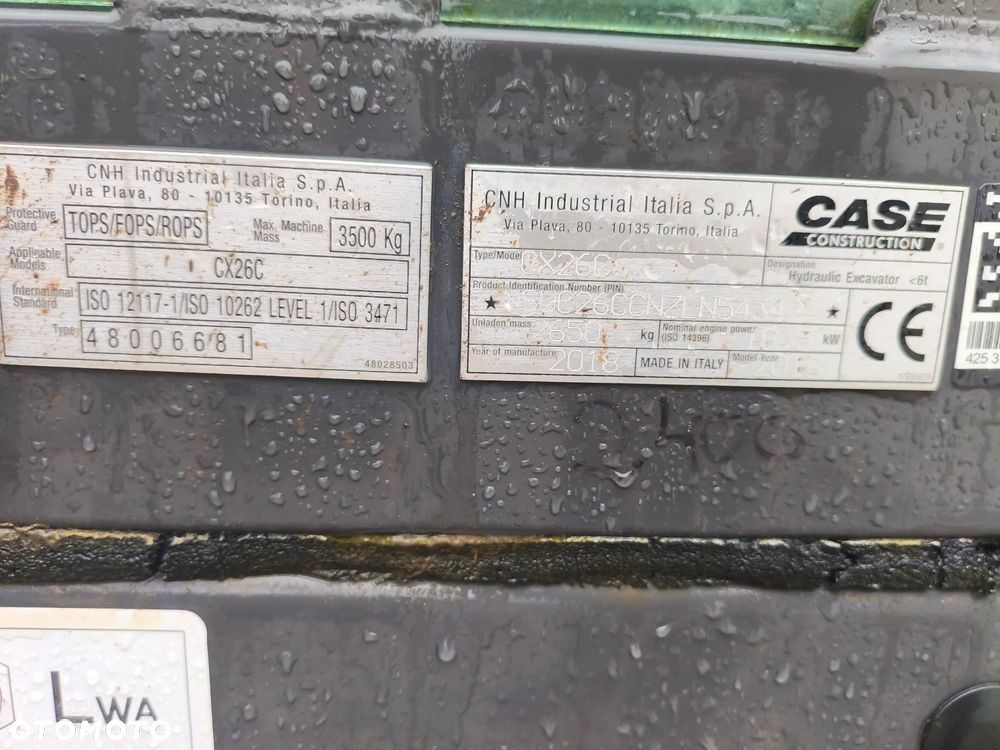 CNH Industrial Italia S.p.A.
Via Plava, 80 - 10135 Torino, Italia
Protective Guard TOPS/FOPS/ROPS Max. Machine Mass 3500 Kg
Applicable Models CX26C
International Standard ISO 12117-1/ISO 10262 LEVEL 1/ISO 3471
Type 48006681
48028503
CNH Industrial Italia S.p.A.
Via Plava, 80 - 10135 Torino, Italia
CASE
CONSTRUCTION
Type/Model CX26C
Designation
Hydraulic Excavator <6t
Product Identification Number (PIN)
★ ★
Unladen mass 2650 kg Nominal engine power (ISO 14396) kW
Year of manufacture 2018 MADE IN ITALY Model Year
CE
425 3
2400
LWA
OTOMOTO